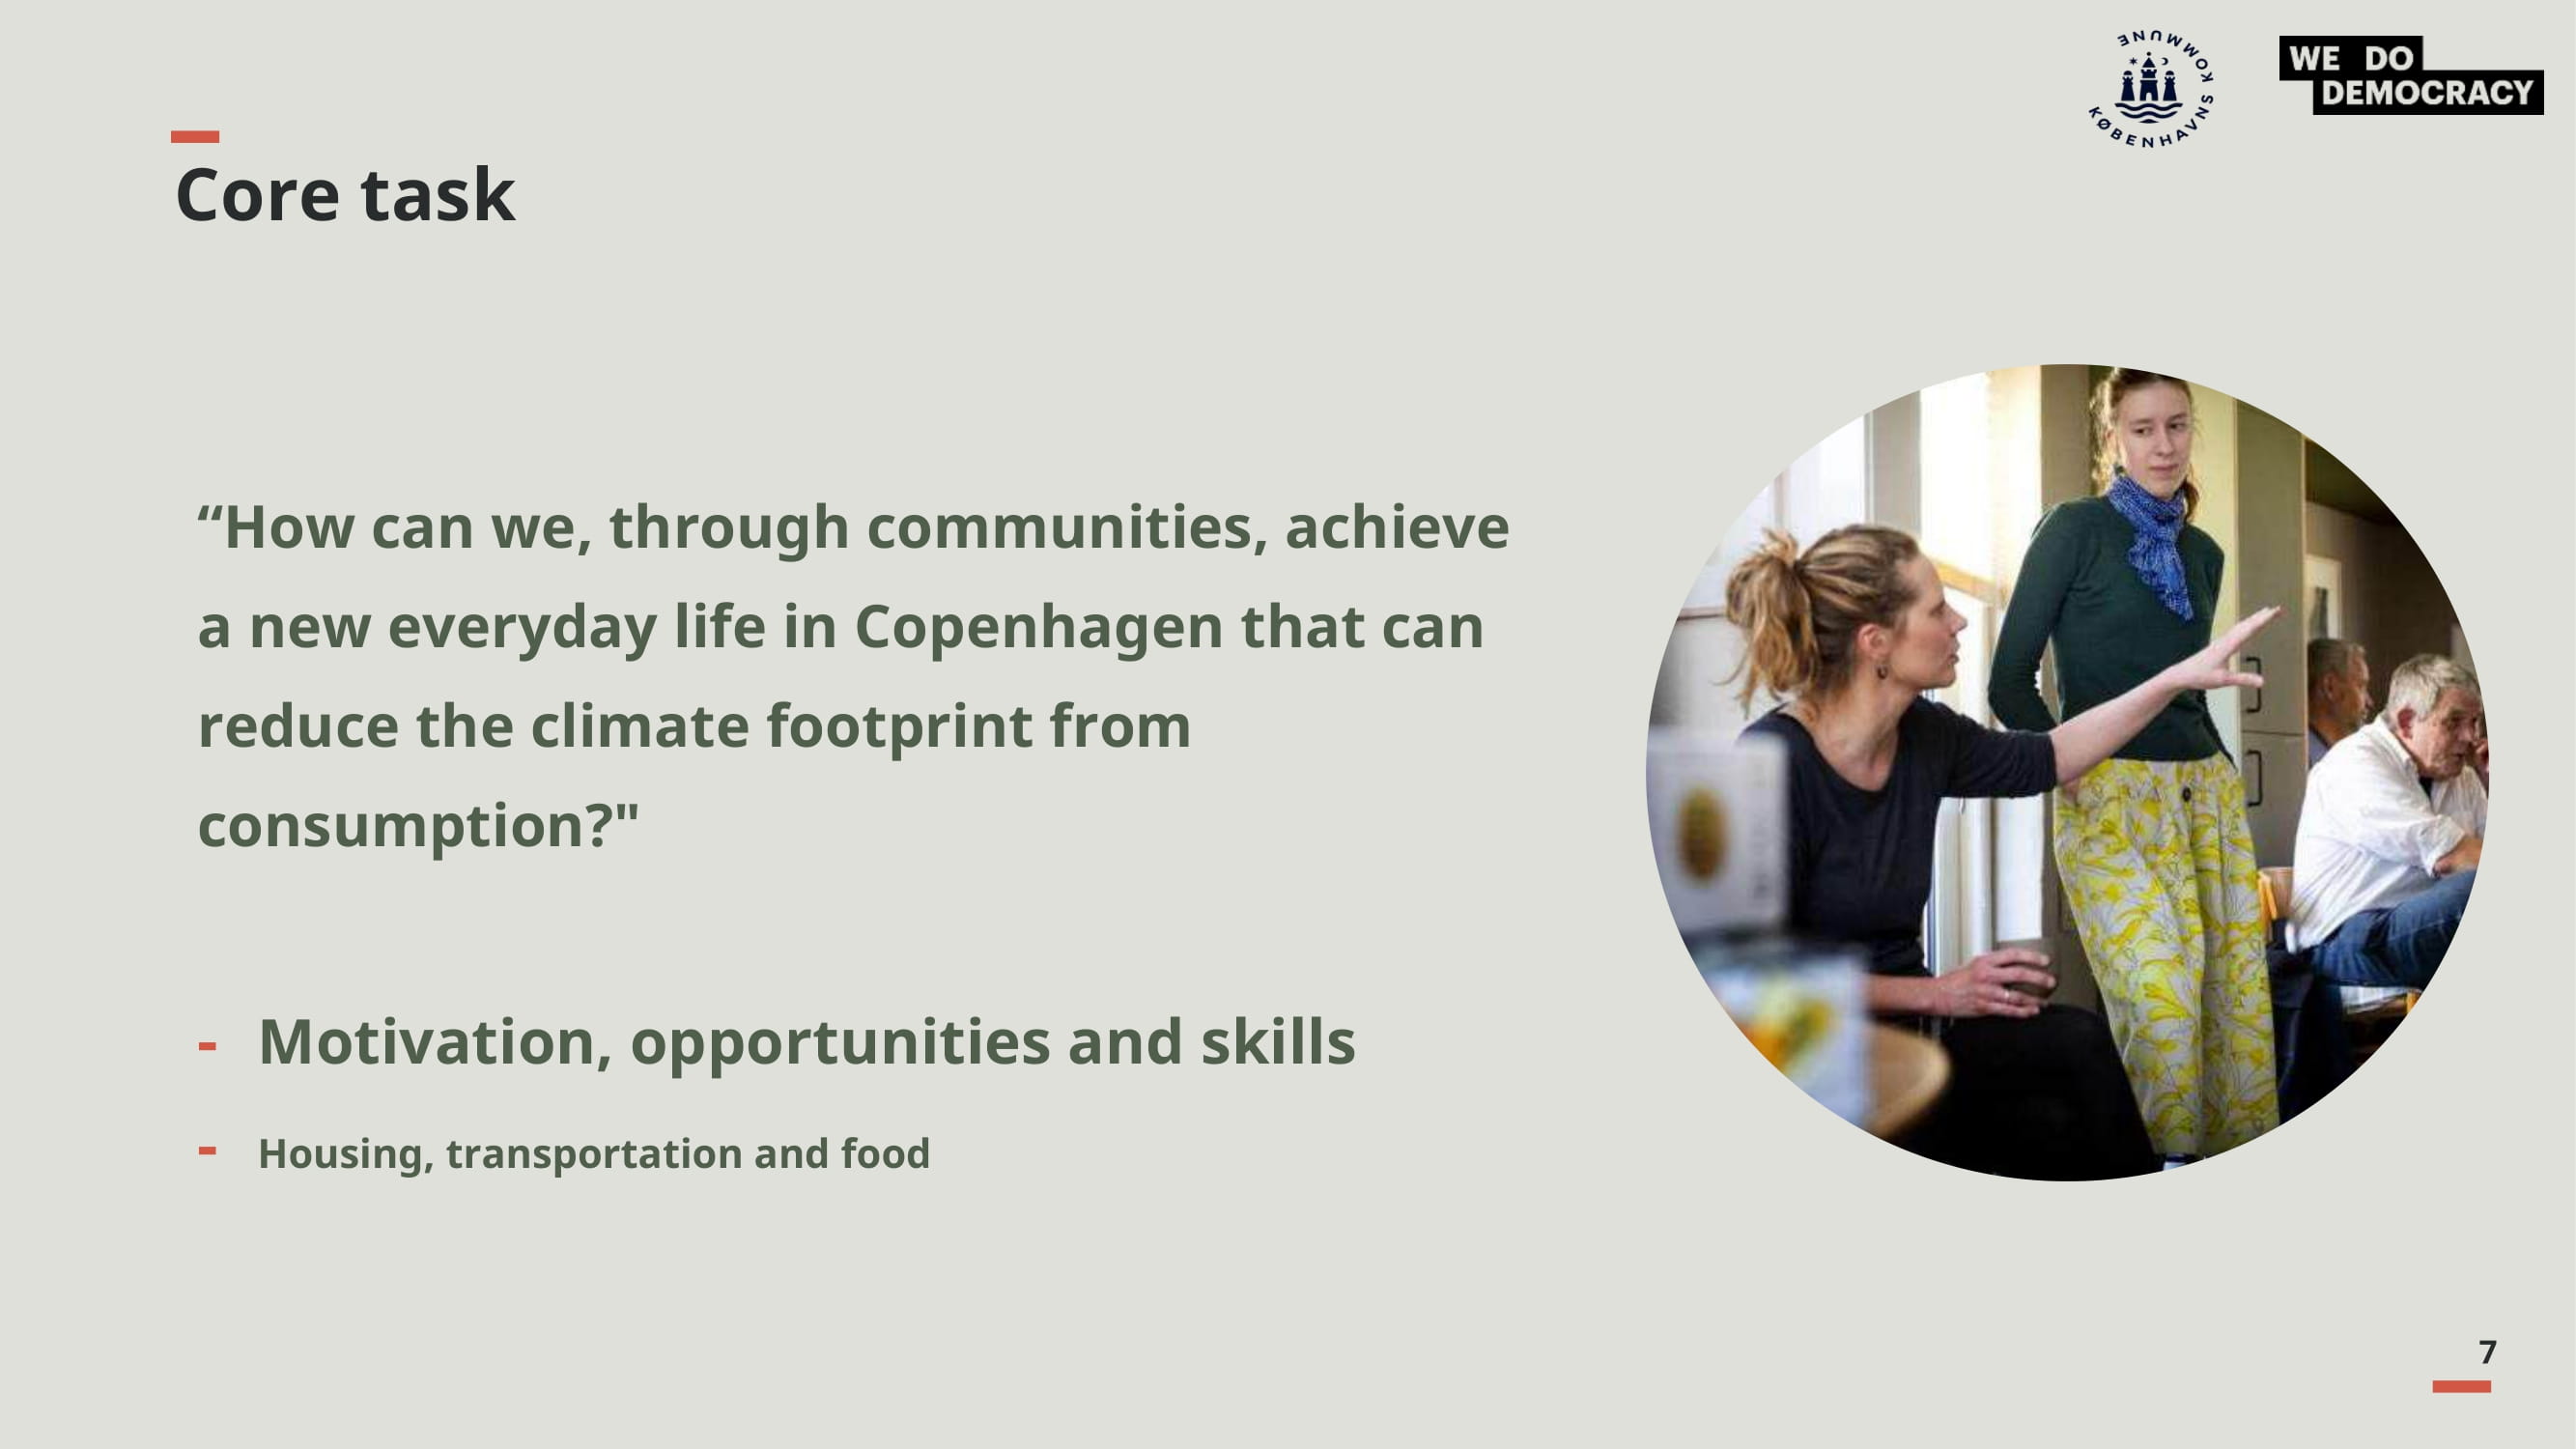 KØBENHAVNS KOMMUNE
WE DO
DEMOCRACY
Core task
“How can we, through communities, achieve
a new everyday life in Copenhagen that can
reduce the climate footprint from
consumption?"
- Motivation, opportunities and skills
- Housing, transportation and food
7